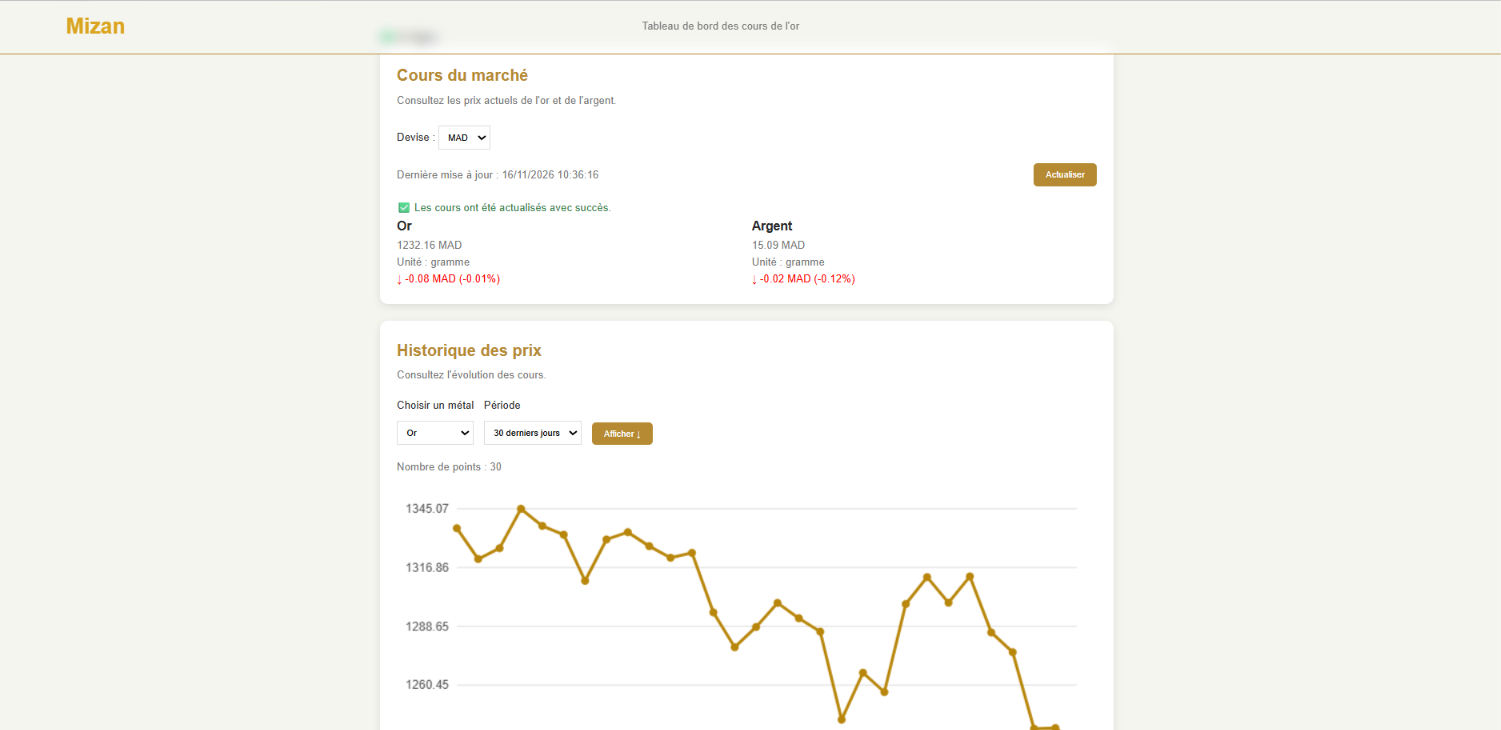 Mizan
Tableau de bord des cours de l'or
Cours du marché
Consultez les prix actuels de l'or et de l'argent.
Devise : MAD
Dernière mise à jour : 16/11/2026 10:36:16
Actualiser
✅ Les cours ont été actualisés avec succès.
Or
1232.16 MAD
Unité : gramme
↓ -0.08 MAD (-0.01%)
Argent
15.09 MAD
Unité : gramme
↓ -0.02 MAD (-0.12%)
Historique des prix
Consultez l'évolution des cours.
Choisir un métal Période
Or 30 derniers jours Afficher ↓
Nombre de points : 30
1345.07
1316.86
1288.65
1260.45